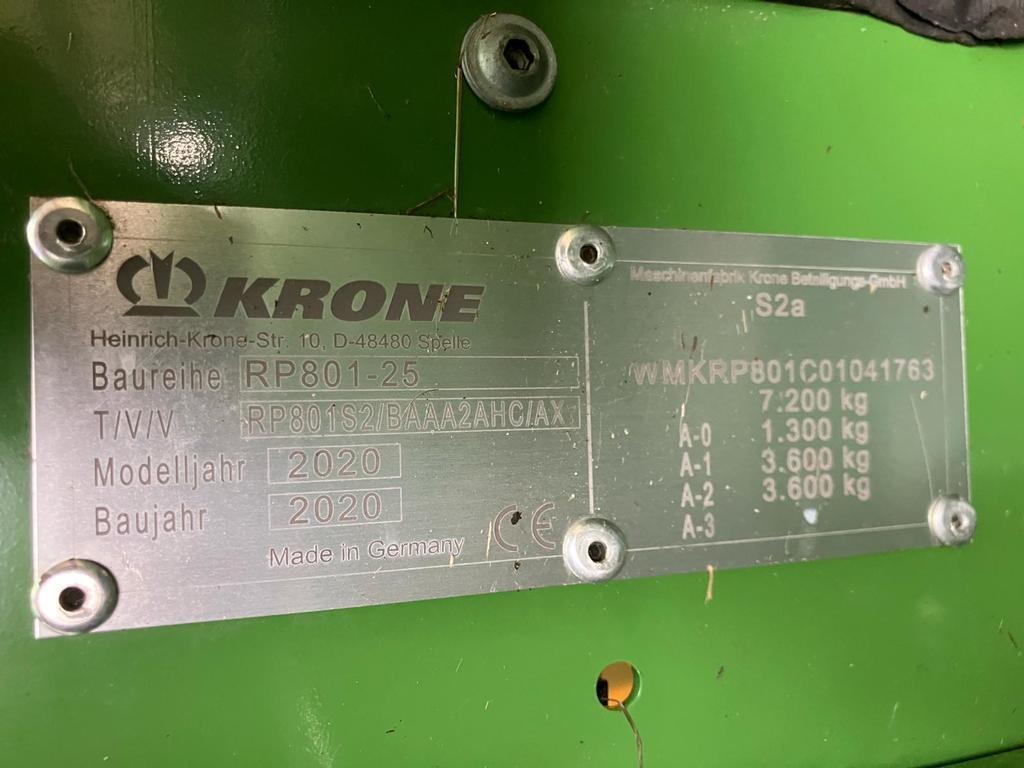 KRONE
Heinrich-Krone-Str. 10, D-48480 Spelle
Baureihe RP801-25
T/V/V RP801S2/BAAA2AHC/AX
Modelljahr 2020
Baujahr 2020
Made in Germany CE
Maschinenfabrik Krone Beteiligungs-GmbH
S2a
WMKRP801C01041763
7.200 kg
A-0 1.300 kg
A-1 3.600 kg
A-2 3.600 kg
A-3